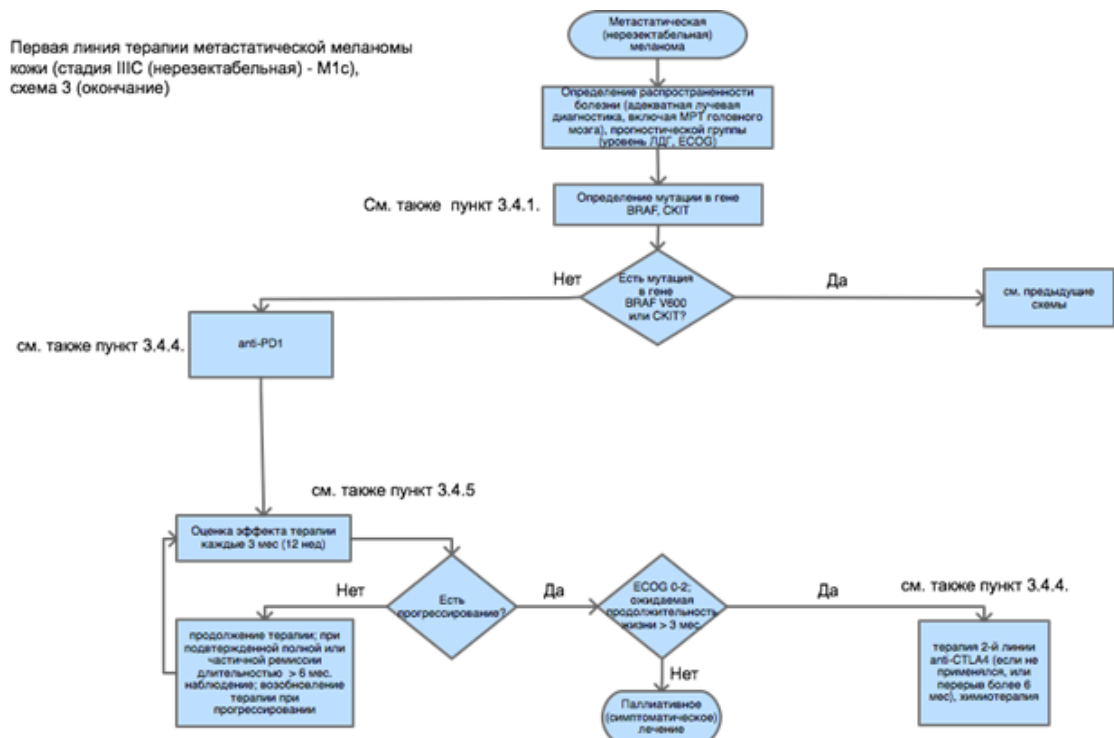 Первая линия терапии метастатической меланомы
кожи (стадия IIIC (нерезектабельная) - M1c),
схема 3 (окончание)
Метастатическая
(нерезектабельная)
меланома
Определение распространенности
болезни (адекватная лучевая
диагностика, включая МРТ головного
мозга), прогностической группы
(уровень ЛДГ, ECOG)
См. также пункт 3.4.1.
Определение мутации в гене
BRAF, CKIT
Есть мутация
в гене
BRAF V600
или CKIT?
Нет
Да
см. предыдущие
схемы
см. также пункт 3.4.4.
anti-PD1
см. также пункт 3.4.5
Оценка эффекта терапии
каждые 3 мес (12 нед)
Есть
прогрессирование?
Нет
Да
продолжение терапии; при
подвтержденной полной или
частичной ремиссии
длительностью > 6 мес.
наблюдение; возобновление
терапии при
прогрессировании
ECOG 0-2;
ожидаемая
продолжительность
жизни > 3 мес.
Да
Нет
Паллиативное
(симптоматическое)
лечение
см. также пункт 3.4.4.
терапия 2-й линии
anti-CTLA4 (если не
применялся, или
перерыв более 6
мес), химиотерапия